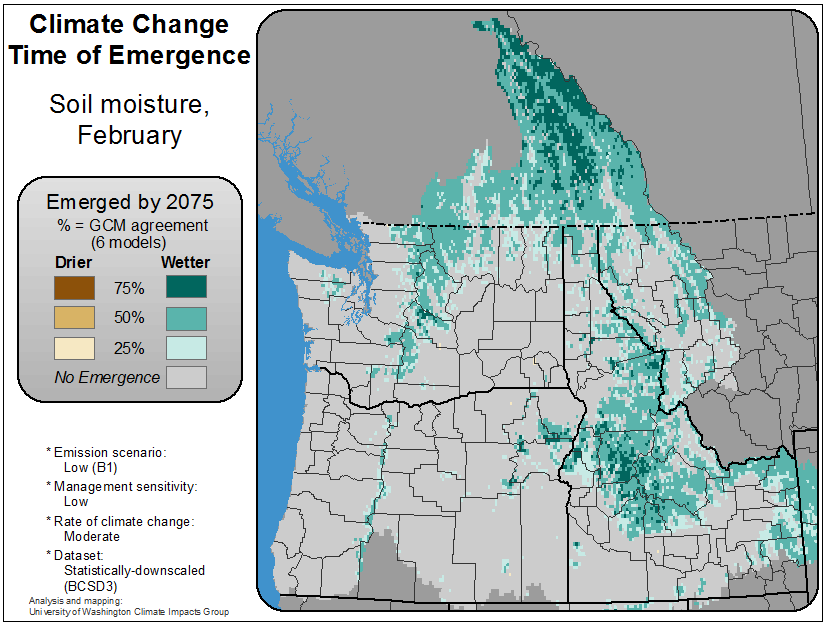 Climate Change
Time of Emergence
Soil moisture,
February
Emerged by 2075
% = GCM agreement
(6 models)
Drier Wetter
75%
50%
25%
No Emergence
* Emission scenario:
Low (B1)
* Management sensitivity:
Low
* Rate of climate change:
Moderate
* Dataset:
Statistically-downscaled
(BCSD3)
Analysis and mapping:
University of Washington Climate Impacts Group